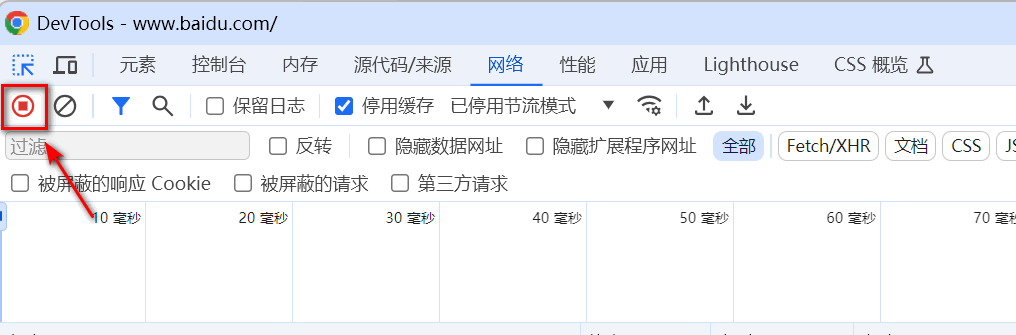 DevTools - www.baidu.com/
元素 控制台 内存 源代码/来源 网络 性能 应用 Lighthouse CSS 概览
保留日志 停用缓存 已停用节流模式
过滤 反转 隐藏数据网址 隐藏扩展程序网址 全部 Fetch/XHR 文档 CSS
被屏蔽的响应 Cookie 被屏蔽的请求 第三方请求
10 毫秒 20 毫秒 30 毫秒 40 毫秒 50 毫秒 60 毫秒 70 毫秒